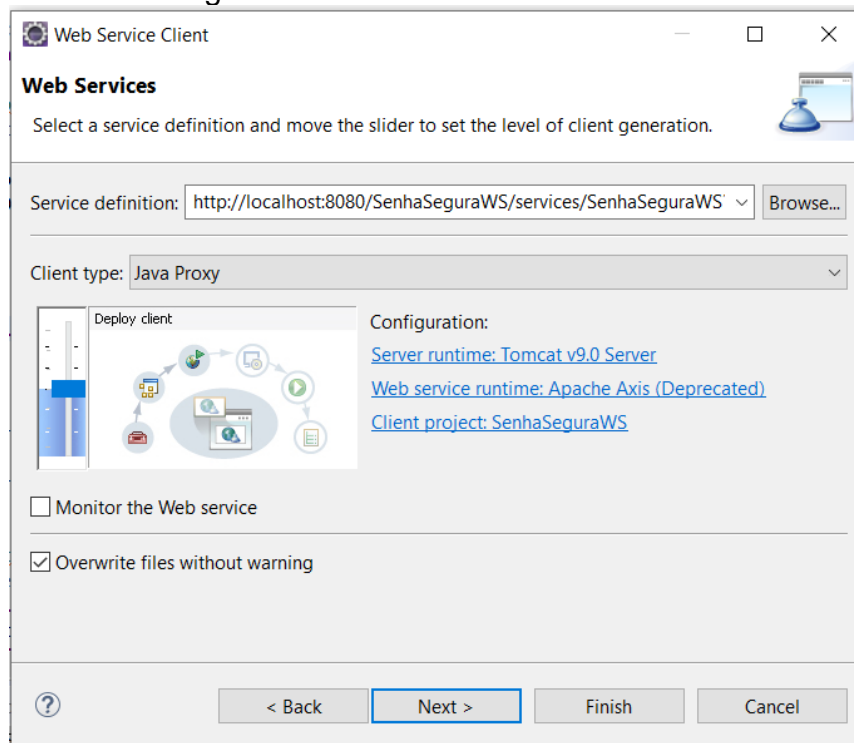 Web Service Client
Web Services
Select a service definition and move the slider to set the level of client generation.
Service definition: http://localhost:8080/SenhaSeguraWS/services/SenhaSeguraWS Browse...
Client type: Java Proxy
Deploy client
Configuration:
Server runtime: Tomcat v9.0 Server
Web service runtime: Apache Axis (Deprecated)
Client project: SenhaSeguraWS
Monitor the Web service
Overwrite files without warning
? < Back Next > Finish Cancel